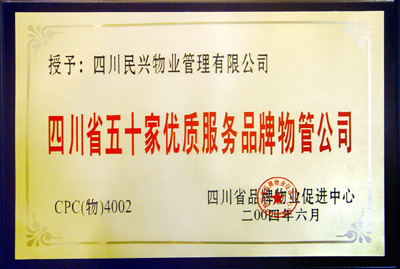 授予：四川民兴物业管理有限公司
四川省五十家优质服务品牌物管公司
CPC(物)4002
四川省品牌物业促进中心
二00四年六月